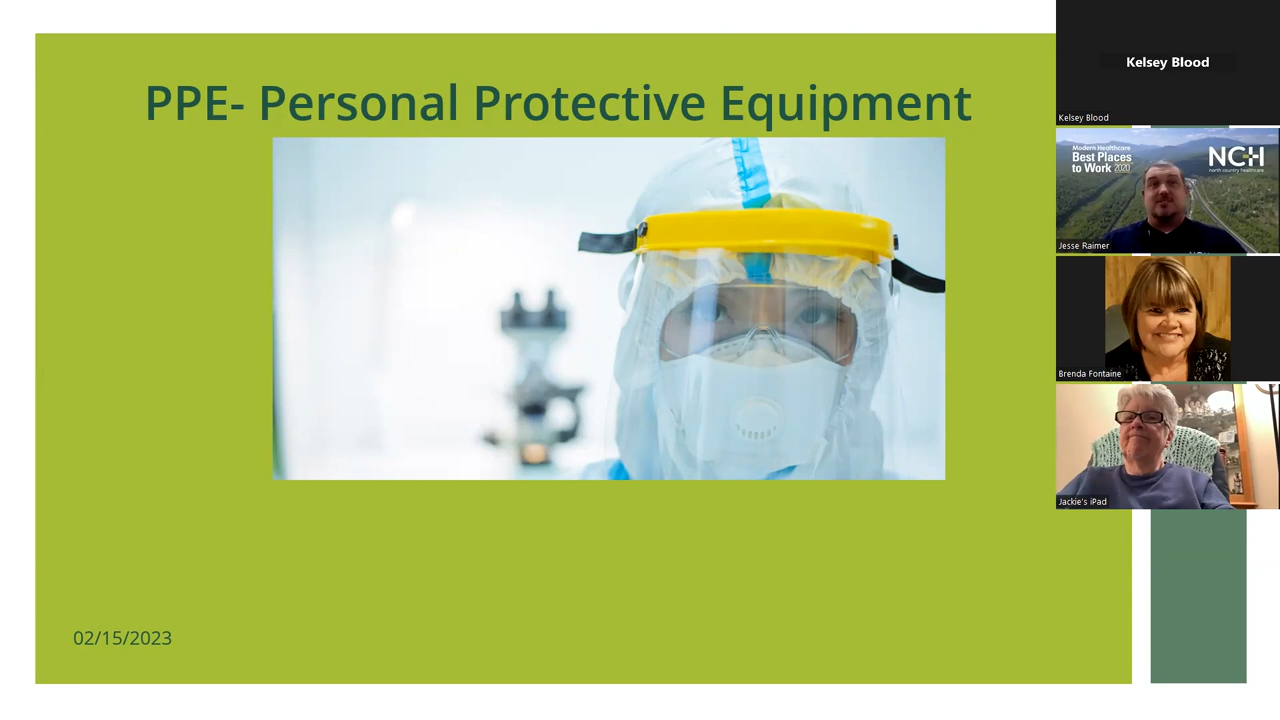 PPE- Personal Protective Equipment
02/15/2023
Kelsey Blood
Kelsey Blood
Modern Healthcare
Best Places
to Work 2020
NCH
north country healthcare
Jesse Raimer
Brenda Fontaine
Jackie's iPad